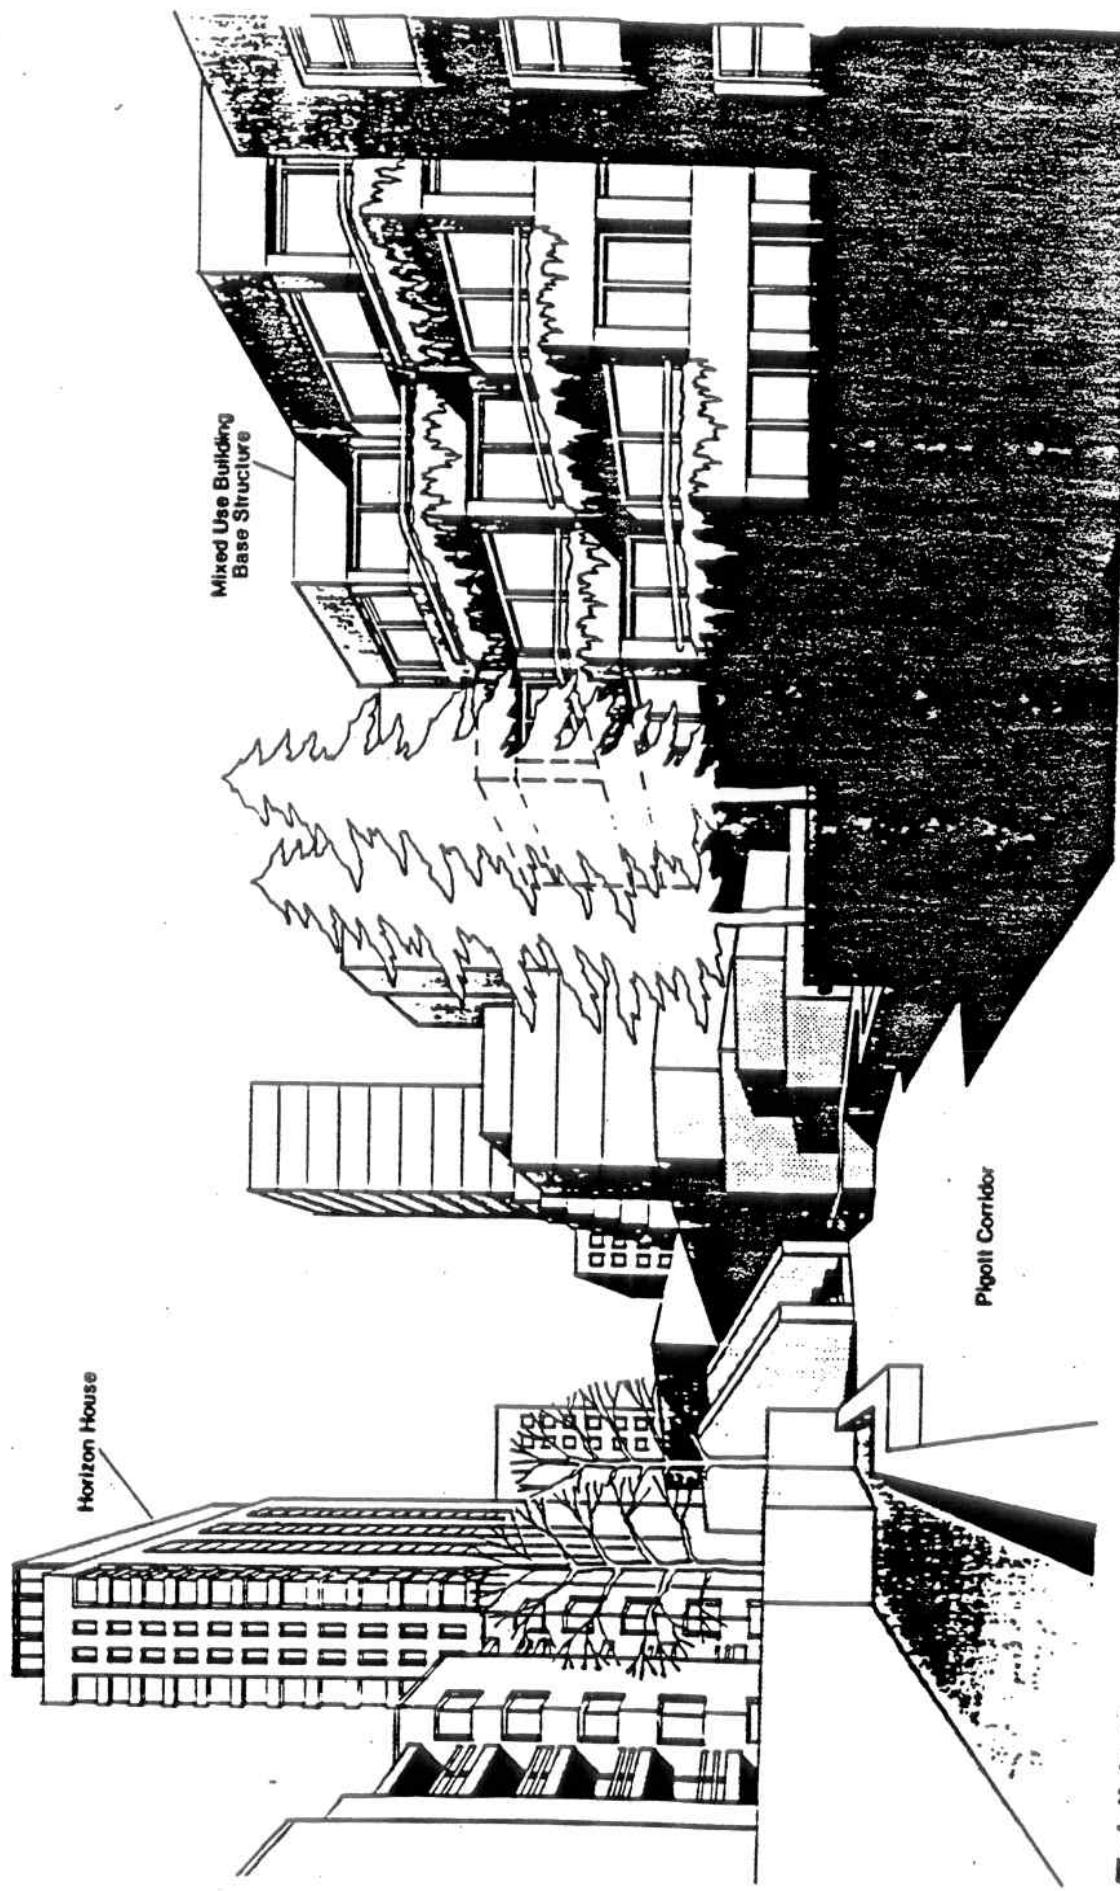 Horizon House
Mixed Use Building
Base Structure
Pigott Corridor